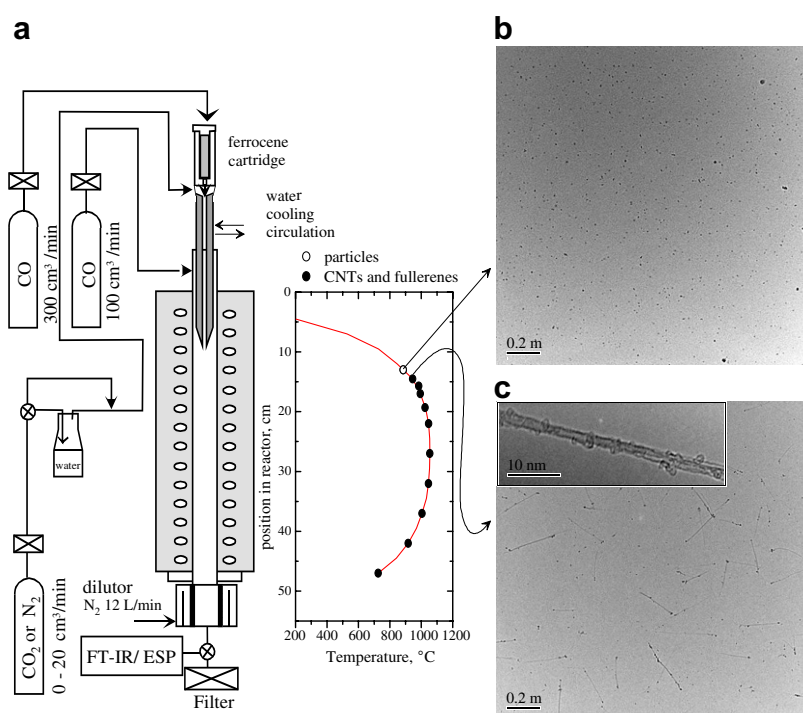 a
ferrocene
cartridge
water
cooling
circulation
particles
CNTs and fullerenes
CO
300 cm³/min
CO
100 cm³/min
water
CO₂ or N₂
0 - 20 cm³/min
dilutor
N₂ 12 L/min
FT-IR/ ESP
Filter
0
10
20
30
40
50
position in reactor, cm
200 400 600 800 1000 1200
Temperature, °C
b
0.2 m
c
10 nm
0.2 m